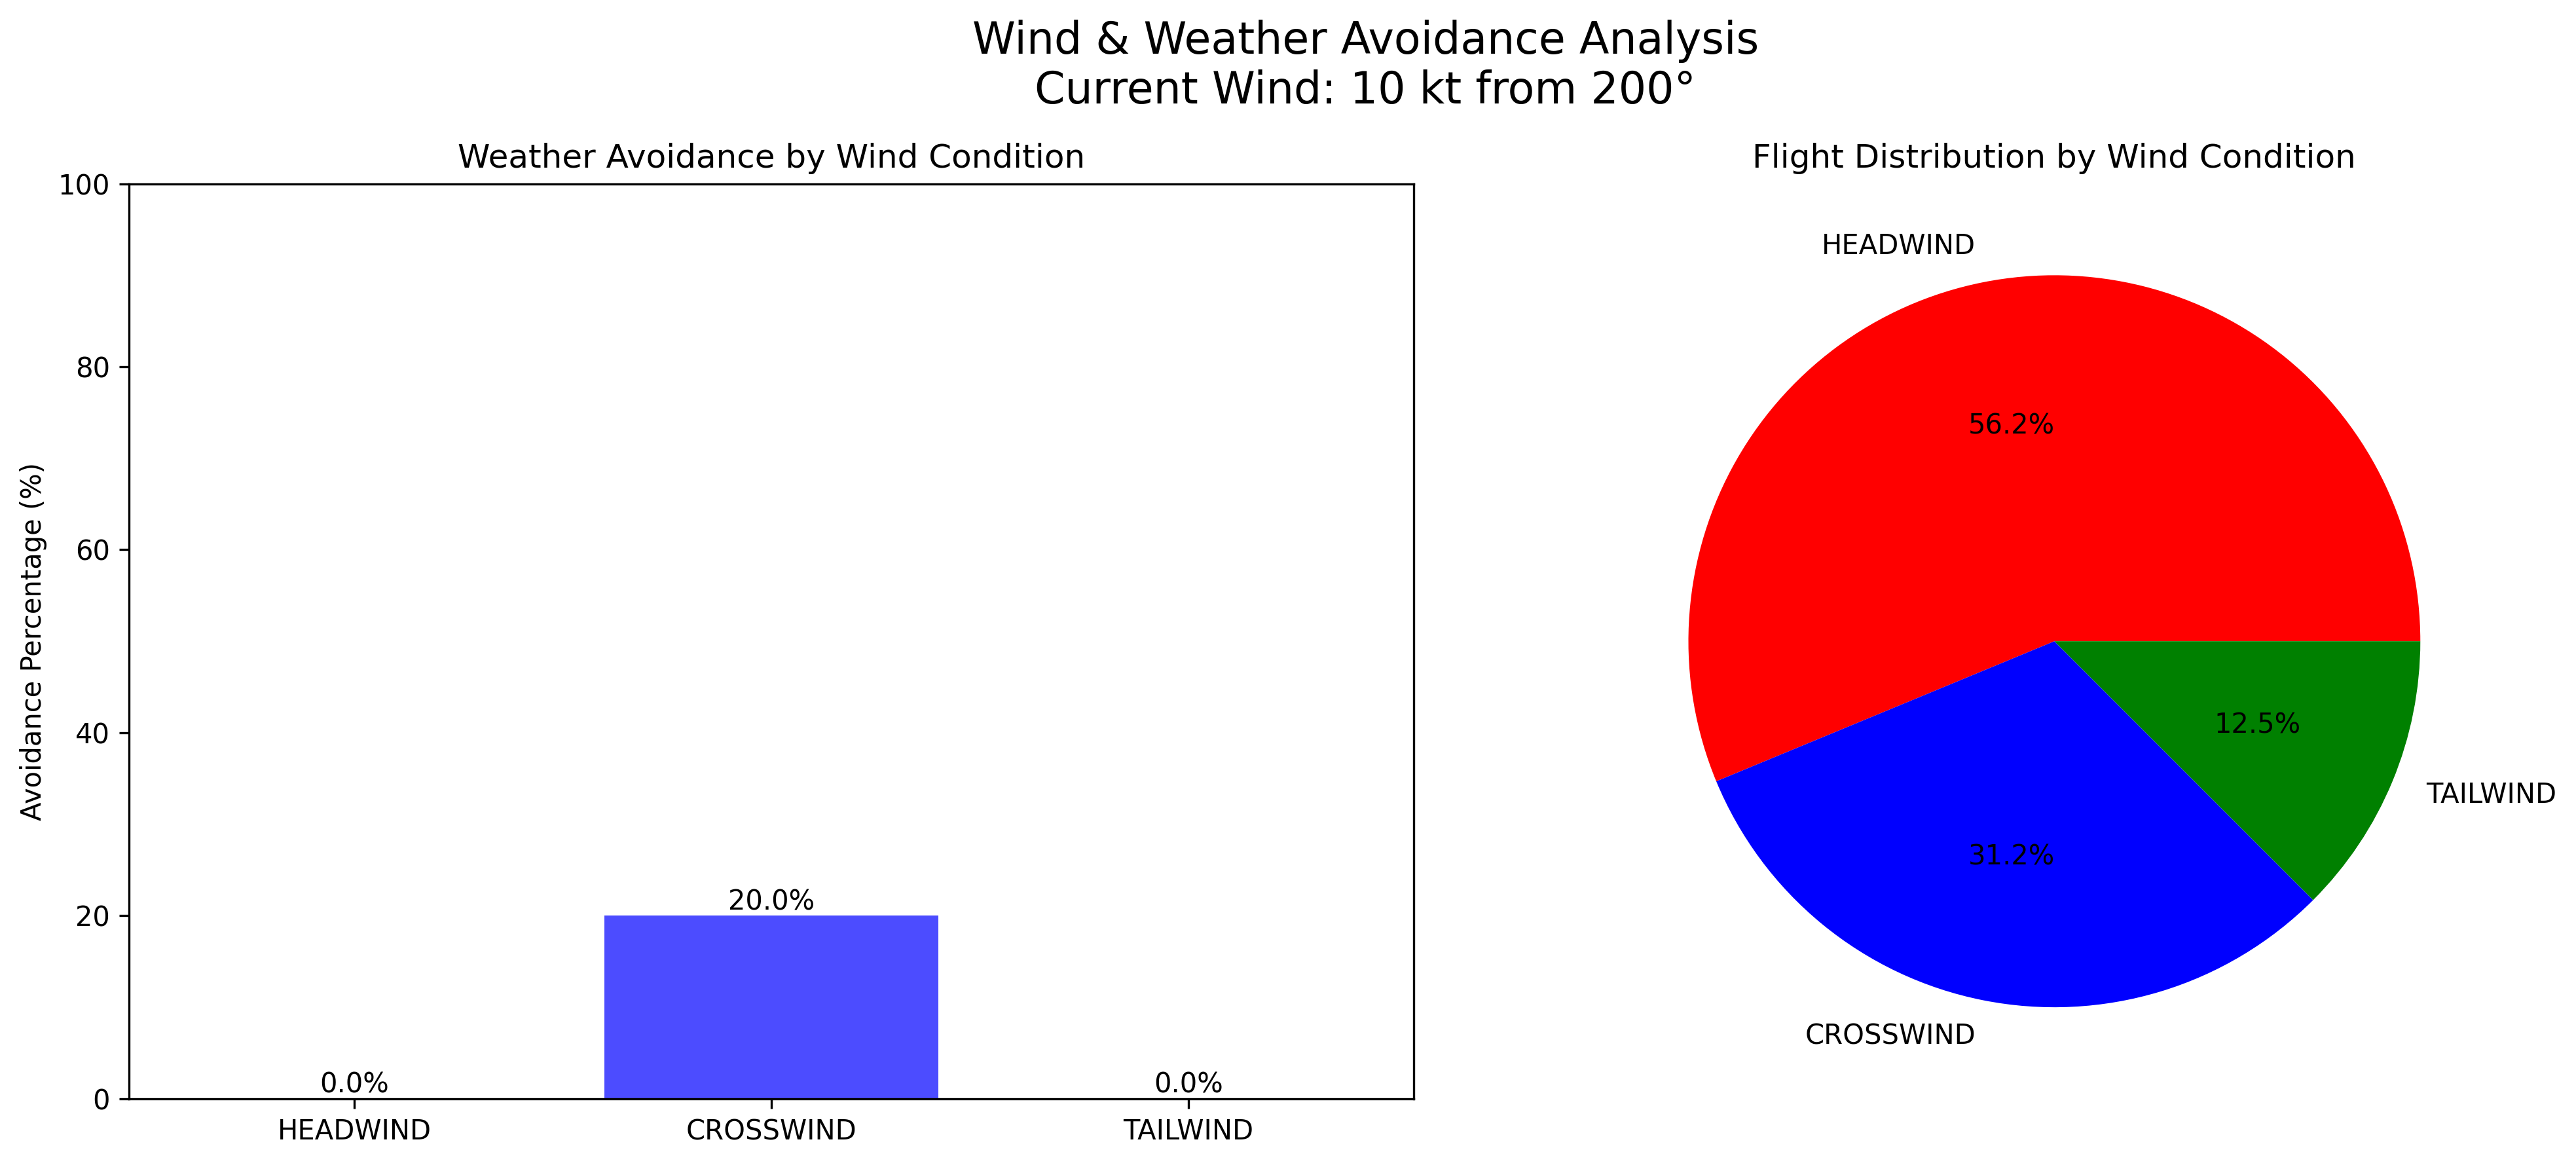 Wind & Weather Avoidance Analysis
Current Wind: 10 kt from 200°
Weather Avoidance by Wind Condition
100
80
60
40
20
0
Avoidance Percentage (%)
0.0%
20.0%
0.0%
HEADWIND
CROSSWIND
TAILWIND
Flight Distribution by Wind Condition
HEADWIND
56.2%
12.5%
TAILWIND
31.2%
CROSSWIND